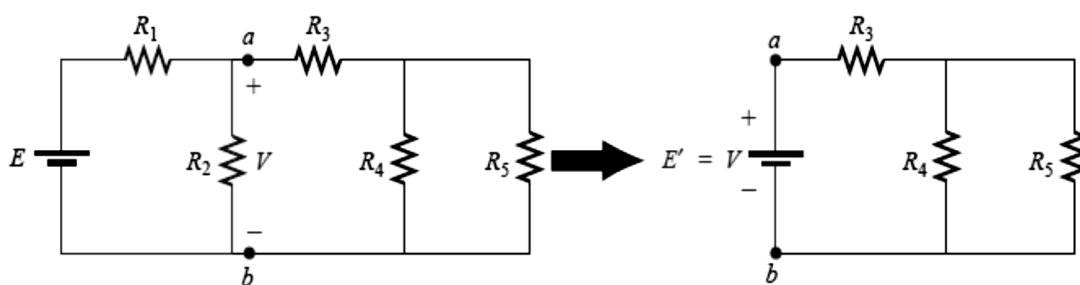 R1
a
R3
+
E
R2
V
R4
R5
−
b
a
R3
+
E′ = V
R4
R5
−
b